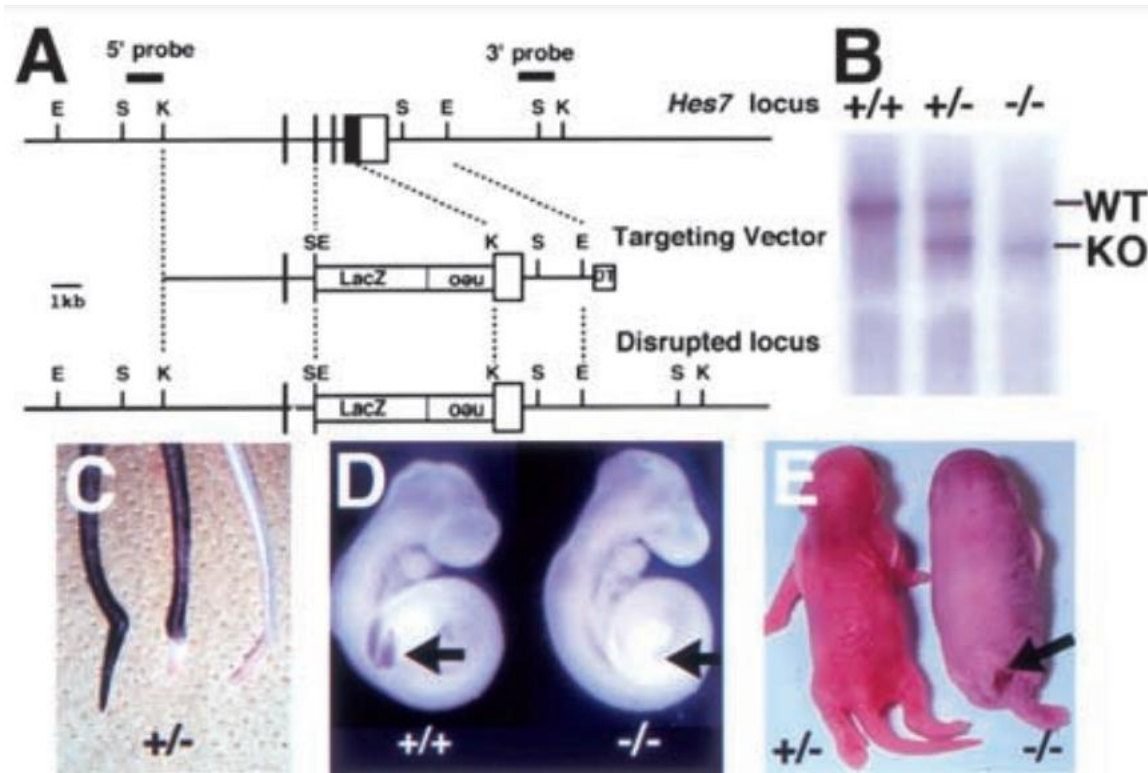 A
5' probe
3' probe
E S K S E S K
Hes7 locus
SE K S E
Targeting Vector
LacZ neo DT
1kb
Disrupted locus
E S K SE K S E S K
LacZ neo
B
+/+ +/- -/-
WT
KO
C
+/-
D
+/+ -/-
E
+/- -/-